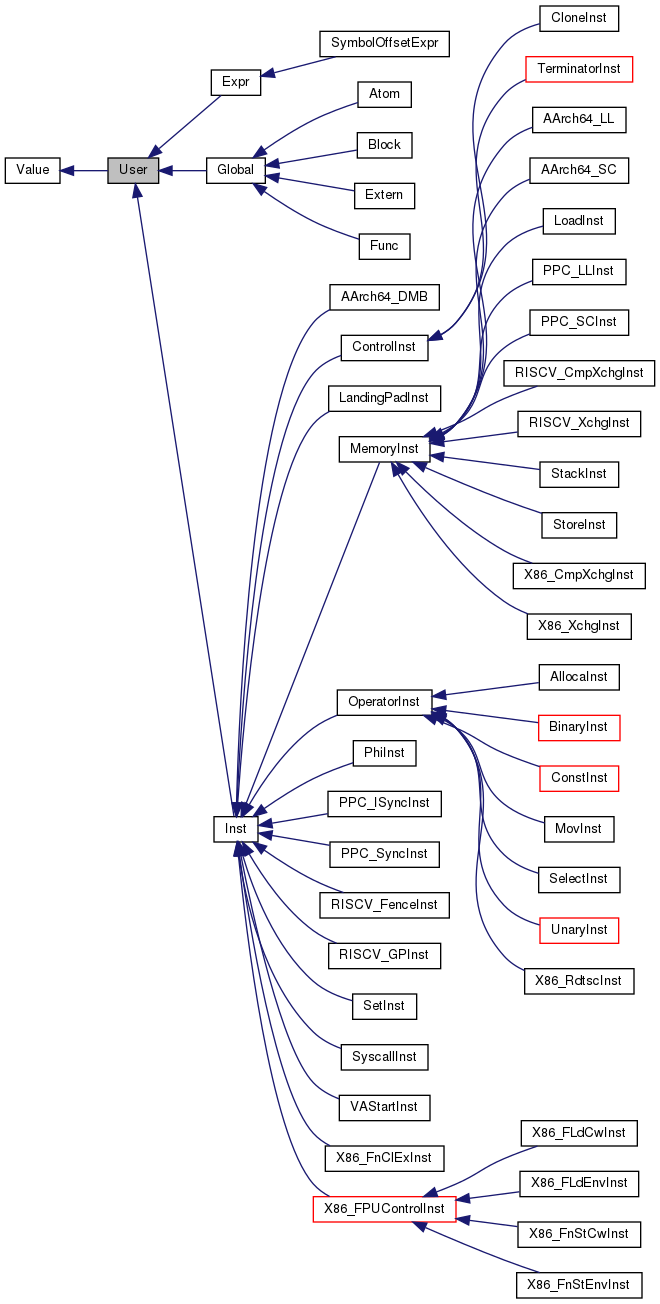 Value
User
Expr
SymbolOffsetExpr
Global
Atom
Block
Extern
Func
Inst
AArch64_DMB
ControlInst
CloneInst
TerminatorInst
LandingPadInst
MemoryInst
AArch64_LL
AArch64_SC
LoadInst
PPC_LLInst
PPC_SCInst
RISCV_CmpXchgInst
RISCV_XchgInst
StackInst
StoreInst
X86_CmpXchgInst
X86_XchgInst
OperatorInst
AllocaInst
BinaryInst
ConstInst
MovInst
SelectInst
UnaryInst
X86_RdtscInst
PhiInst
PPC_ISyncInst
PPC_SyncInst
RISCV_FenceInst
RISCV_GPInst
SetInst
SyscallInst
VAStartInst
X86_FnClExInst
X86_FPUControlInst
X86_FLdCwInst
X86_FLdEnvInst
X86_FnStCwInst
X86_FnStEnvInst